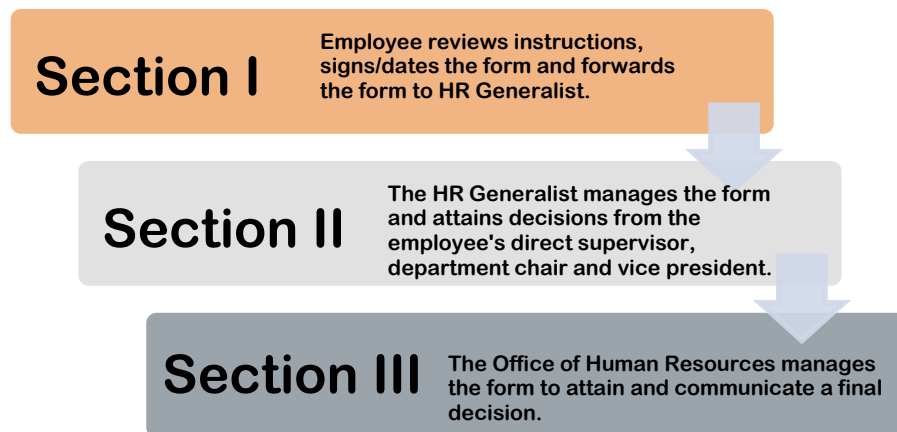 Section I
Employee reviews instructions,
signs/dates the form and forwards
the form to HR Generalist.
Section II
The HR Generalist manages the form
and attains decisions from the
employee's direct supervisor,
department chair and vice president.
Section III
The Office of Human Resources manages
the form to attain and communicate a final
decision.